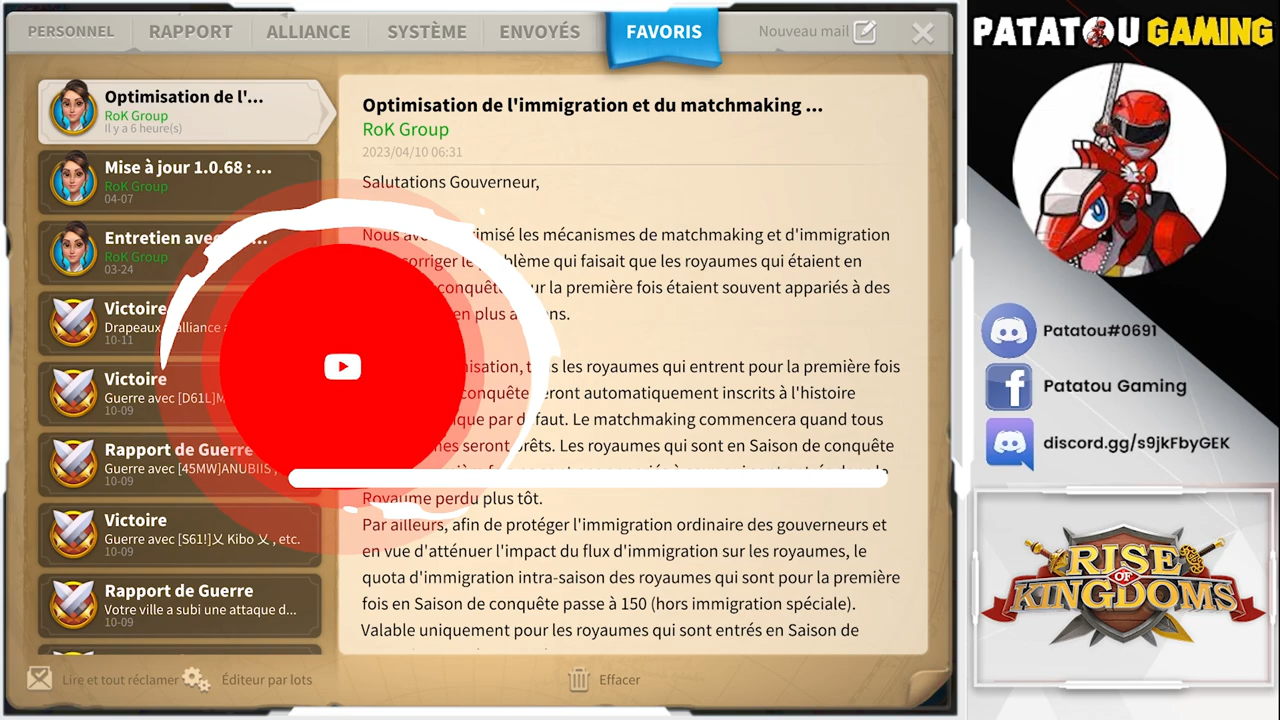 PERSONNEL
RAPPORT
ALLIANCE
SYSTÈME
ENVOYÉS
FAVORIS
Nouveau mail
Optimisation de l'...
RoK Group
Il y a 6 heure(s)
Mise à jour 1.0.68 : ...
RoK Group
04-07
Entretien avec ...
RoK Group
03-24
Victoire
Drapeaux alliance
10-11
Victoire
Guerre avec [D61L]
10-09
Rapport de Guerre
Guerre avec [45MW]ANUBIIS ,
10-09
Victoire
Guerre avec [S61!]乂 Kibo 乂 , etc.
10-09
Rapport de Guerre
Votre ville a subi une attaque d...
10-09
Optimisation de l'immigration et du matchmaking ...
RoK Group
2023/04/10 06:31
Salutations Gouverneur,
Nous les mécanismes de matchmaking et d'immigration
corriger le problème qui faisait que les royaumes qui étaient en
conquête la première fois étaient souvent appariés à des
en plus
les royaumes qui entrent pour la première fois
conquête seront automatiquement inscrits à l'histoire
par défaut. Le matchmaking commencera quand tous
seront prêts. Les royaumes qui sont en Saison de conquête
Royaume perdu plus tôt.
Par ailleurs, afin de protéger l'immigration ordinaire des gouverneurs et
en vue d'atténuer l'impact du flux d'immigration sur les royaumes, le
quota d'immigration intra-saison des royaumes qui sont pour la première
fois en Saison de conquête passe à 150 (hors immigration spéciale).
Valable uniquement pour les royaumes qui sont entrés en Saison de
Lire et tout réclamer
Éditeur par lots
Effacer
PATATOU GAMING
Patatou#0691
Patatou Gaming
discord.gg/s9jkFbyGEK
RISE
OF
KINGDOMS